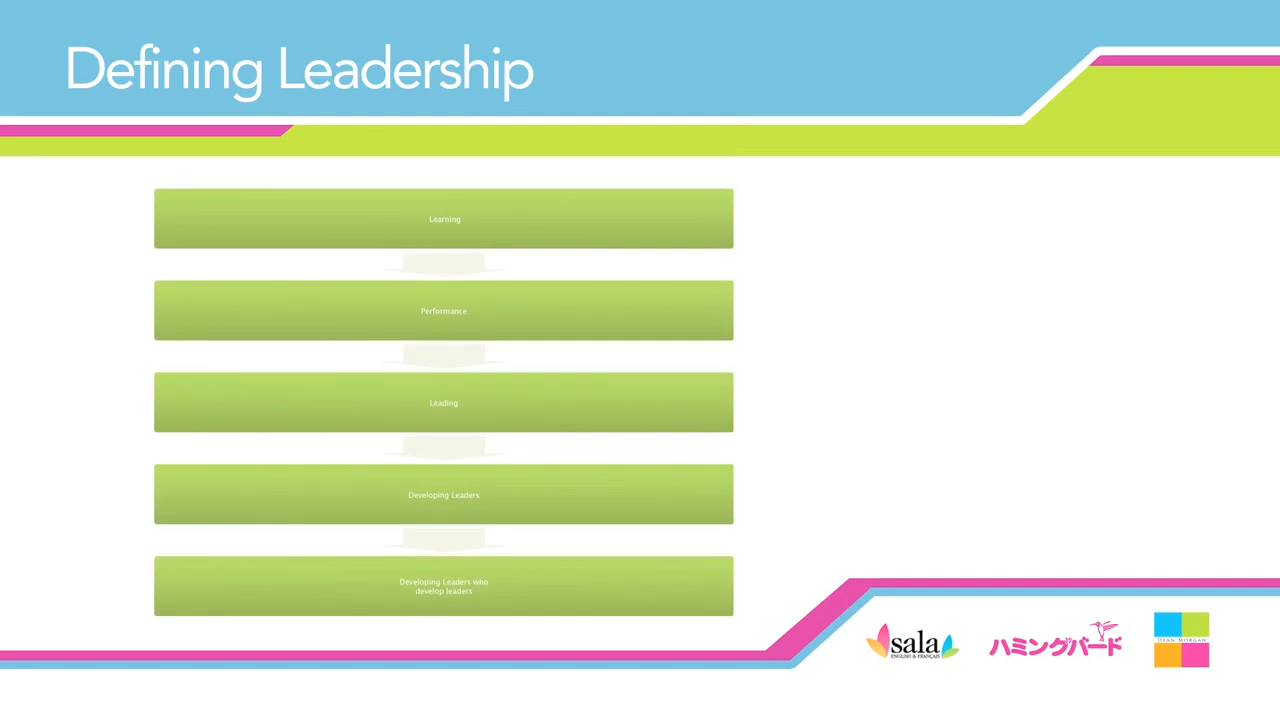 Defining Leadership
Learning
Performance
Leading
Developing Leaders
Developing Leaders who
develop leaders
sala
ENGLISH & FRANÇAIS
ハミングバード
DEAN MORGAN